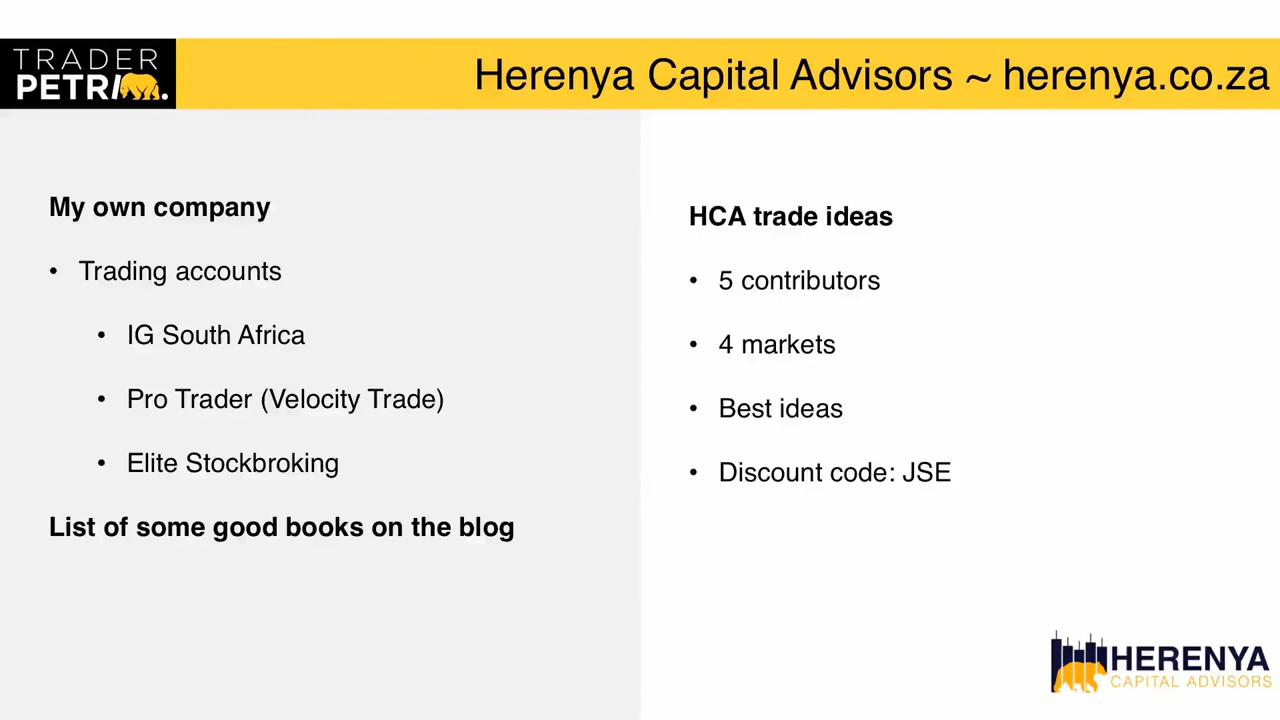 TRADER
PETRI
Herenya Capital Advisors ~ herenya.co.za
My own company
• Trading accounts
• IG South Africa
• Pro Trader (Velocity Trade)
• Elite Stockbroking
List of some good books on the blog
HCA trade ideas
• 5 contributors
• 4 markets
• Best ideas
• Discount code: JSE
HERENYA
CAPITAL ADVISORS